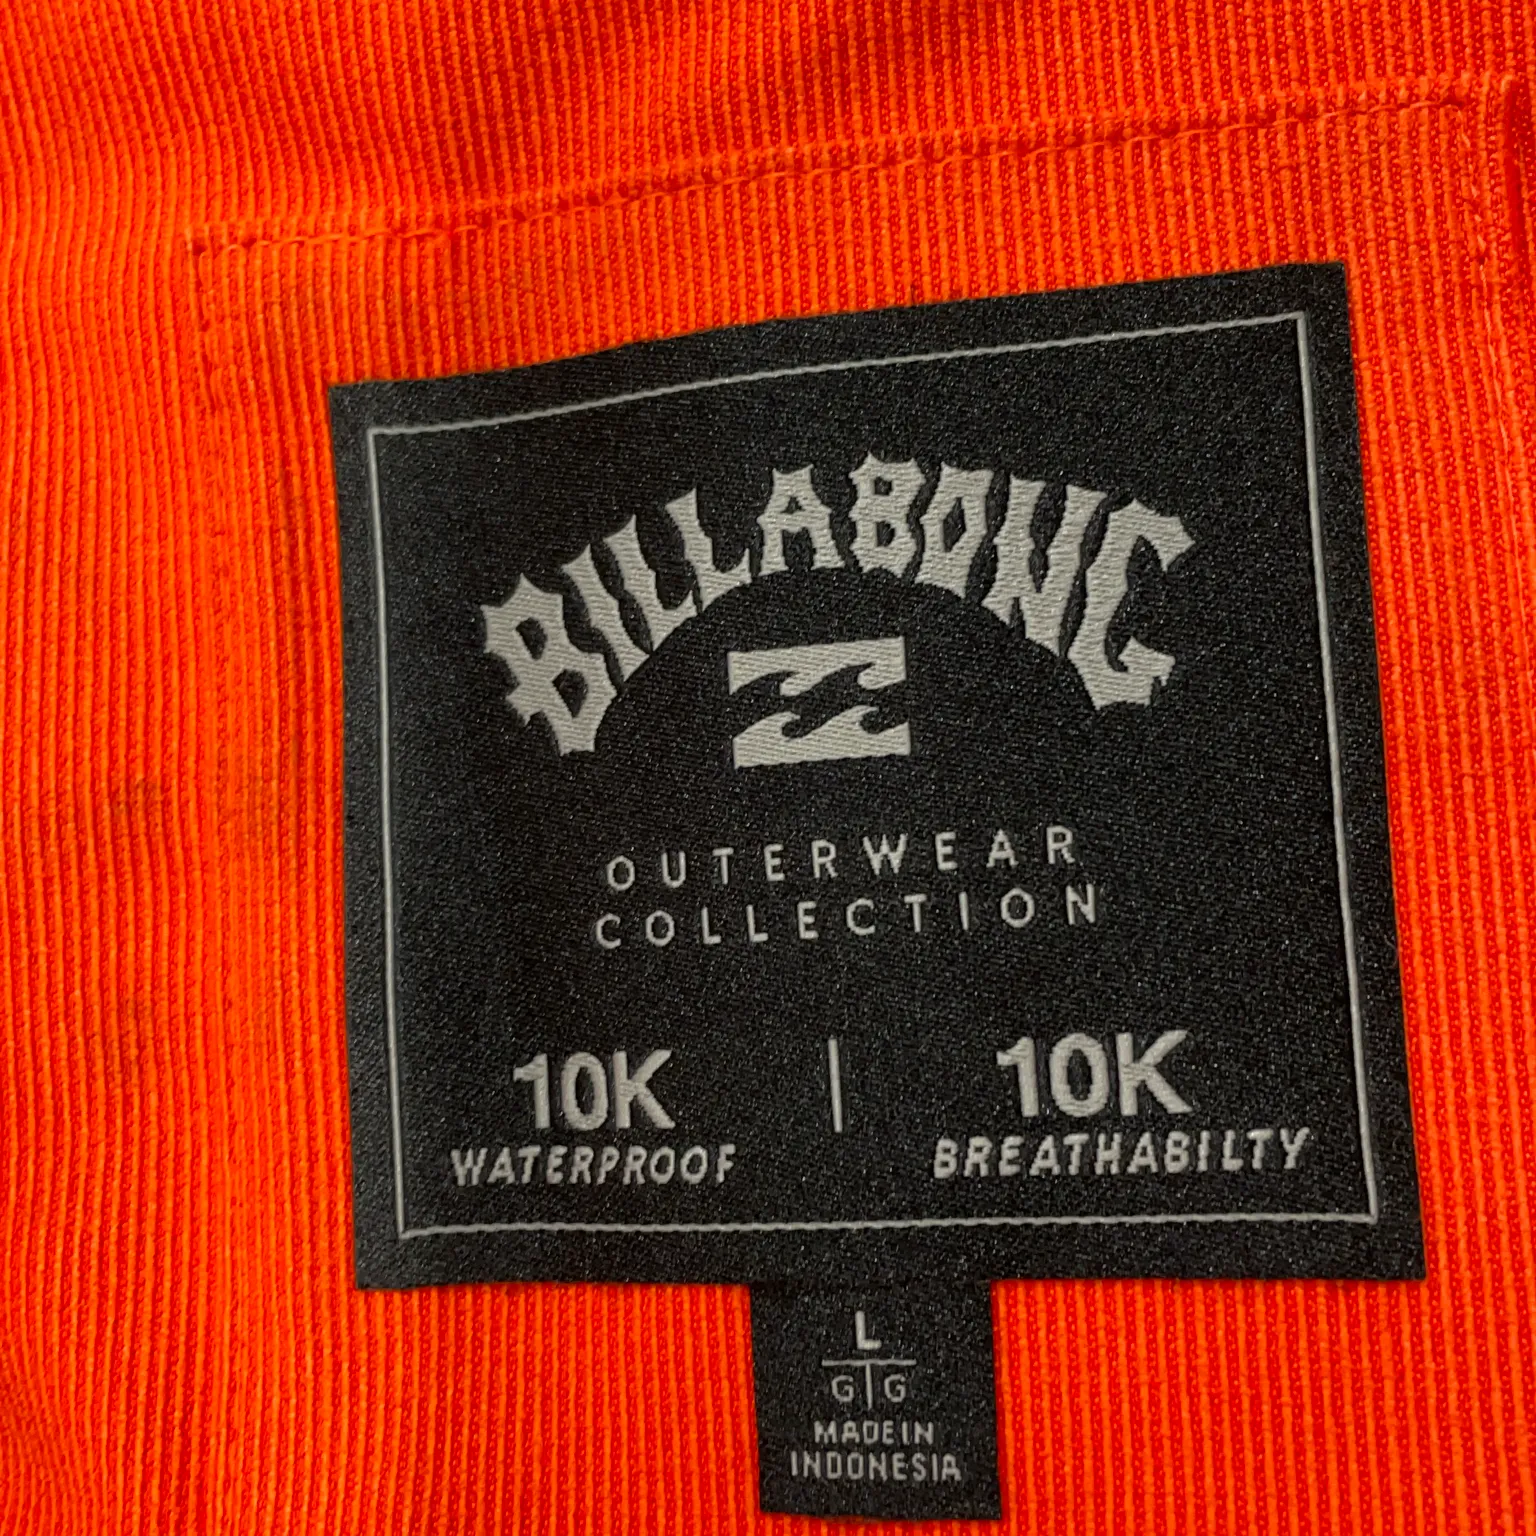 BILLABONG
OUTERWEAR
COLLECTION
10K | 10K
WATERPROOF BREATHABILTY
L
G | G
MADE IN
INDONESIA